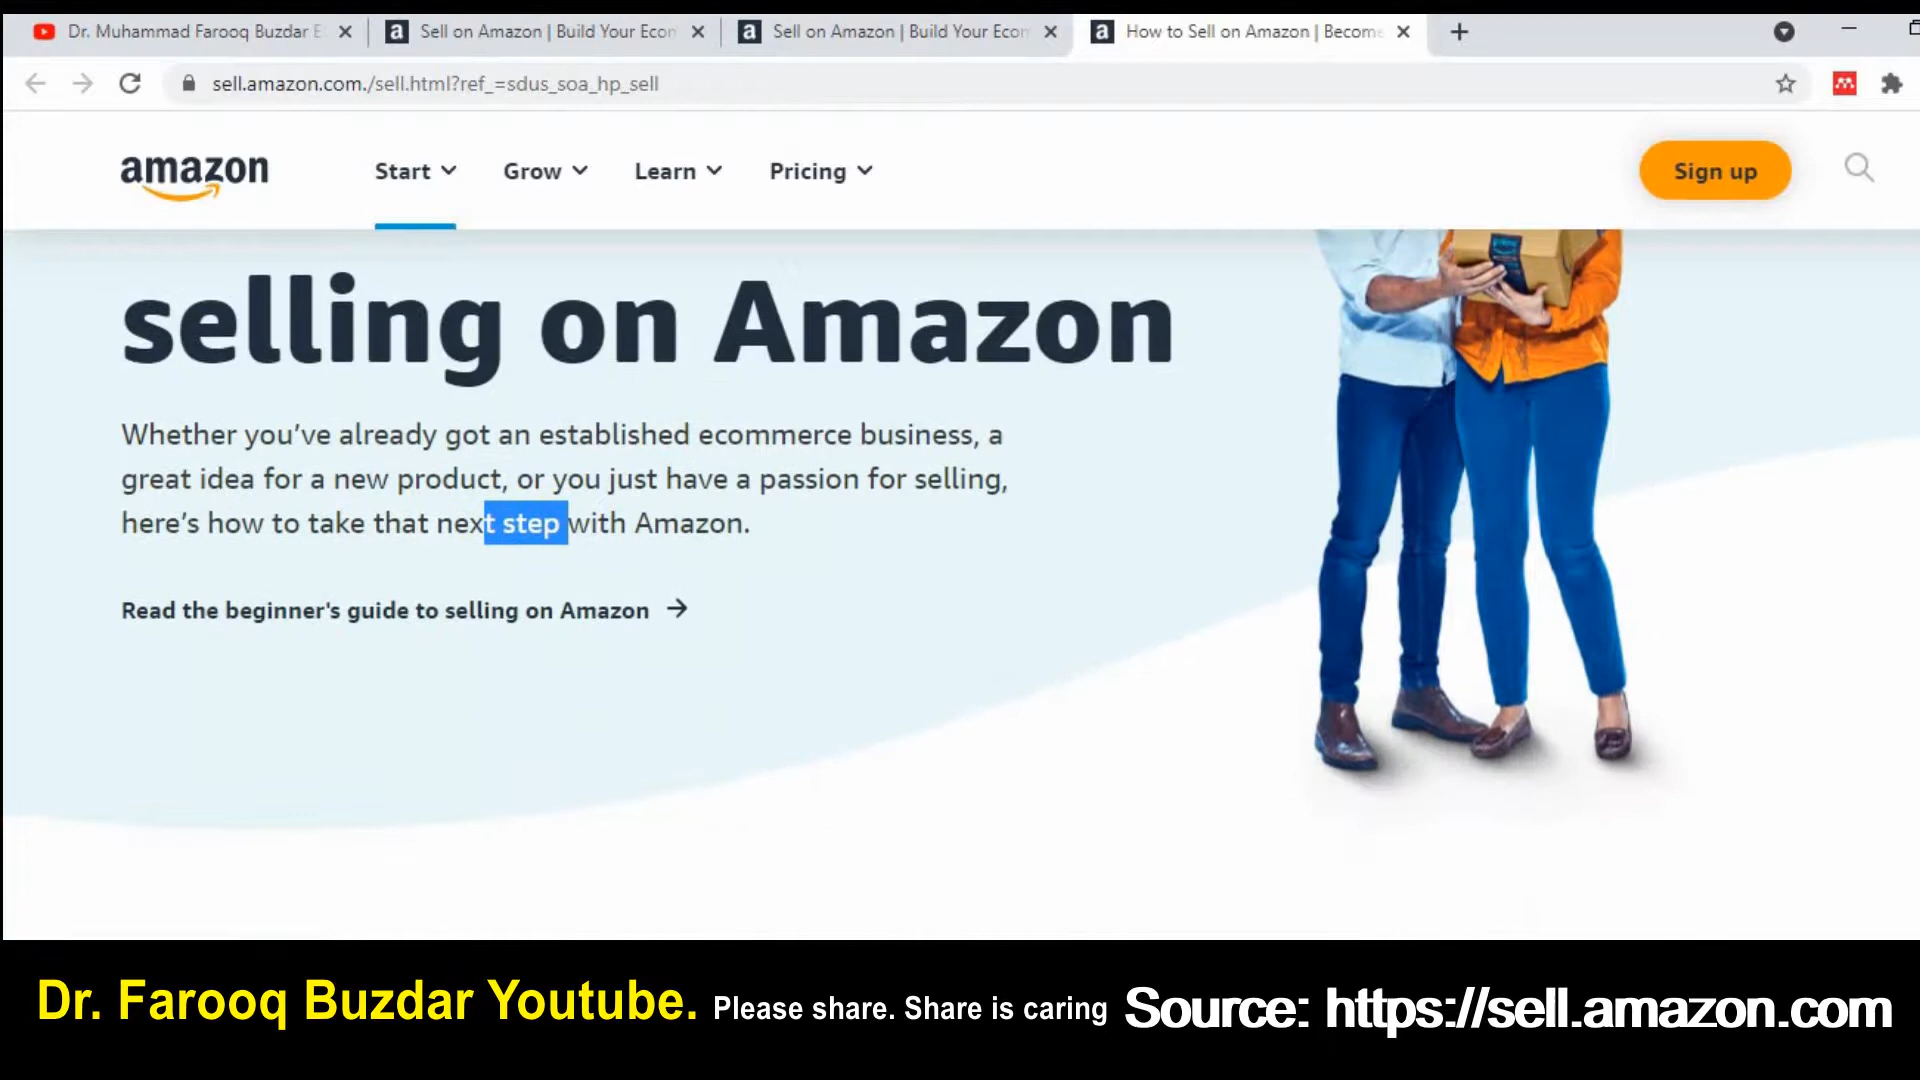 Dr. Muhammad Farooq Buzdar E
Sell on Amazon | Build Your Econ
Sell on Amazon | Build Your Econ
How to Sell on Amazon | Become
sell.amazon.com./sell.html?ref_=sdus_soa_hp_sell
amazon
Start
Grow
Learn
Pricing
Sign up
selling on Amazon
Whether you’ve already got an established ecommerce business, a
great idea for a new product, or you just have a passion for selling,
here’s how to take that next step with Amazon.
Read the beginner's guide to selling on Amazon →
Dr. Farooq Buzdar Youtube. Please share. Share is caring Source: https://sell.amazon.com